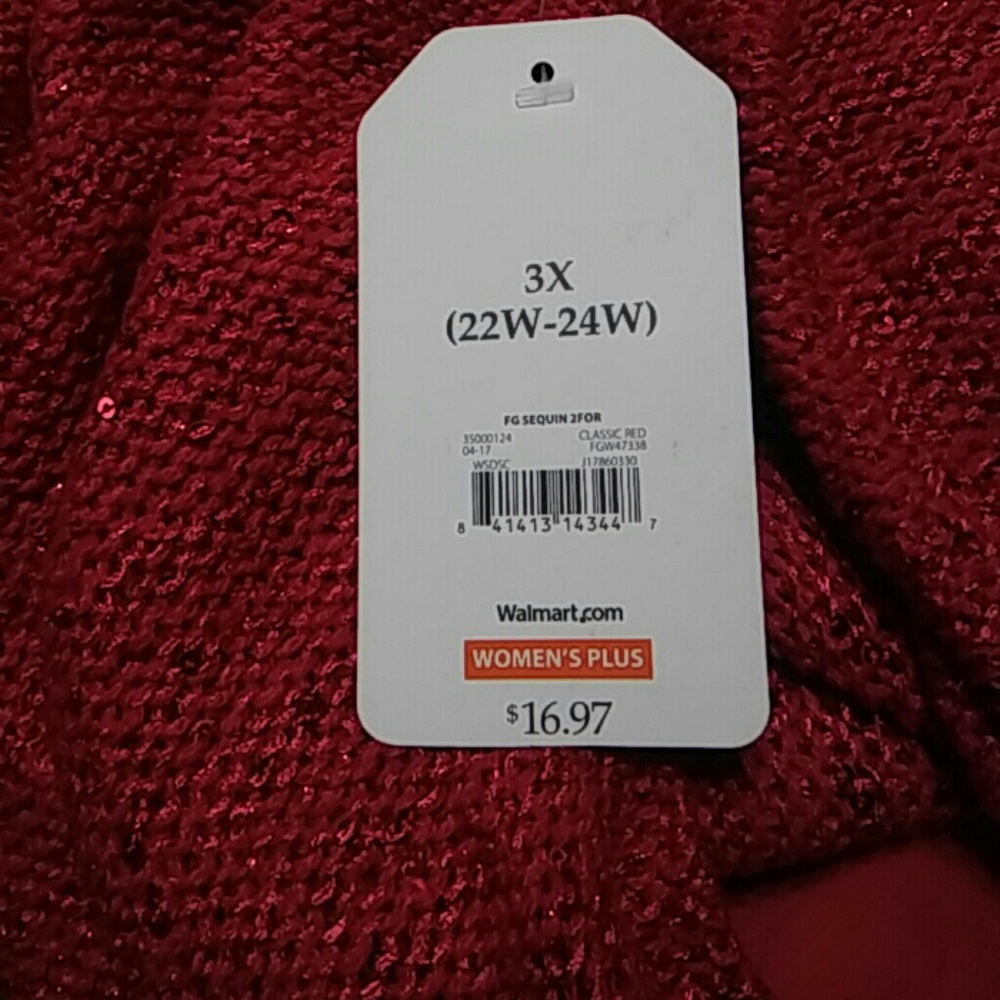 3X
(22W-24W)
FG SEQUIN 2FOR
35000124 CLASSIC RED
04-17 FGW47338
WSDSC J17860330
8 41413 14344 7
Walmart.com
WOMEN'S PLUS
$16.97